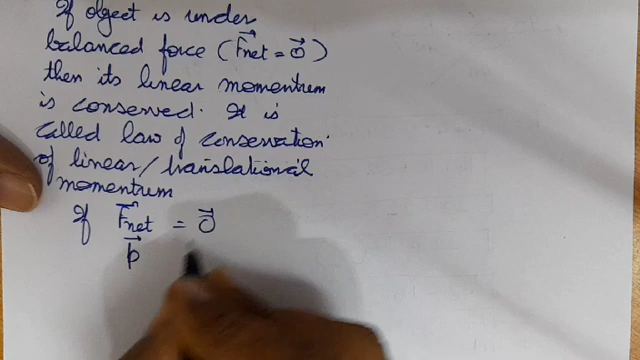 If object is under
balanced force (F⃗net = 0⃗)
then its linear momentum
is conserved. It is
called law of conservation
of linear/translational
momentum
If F⃗net = 0⃗
p⃗